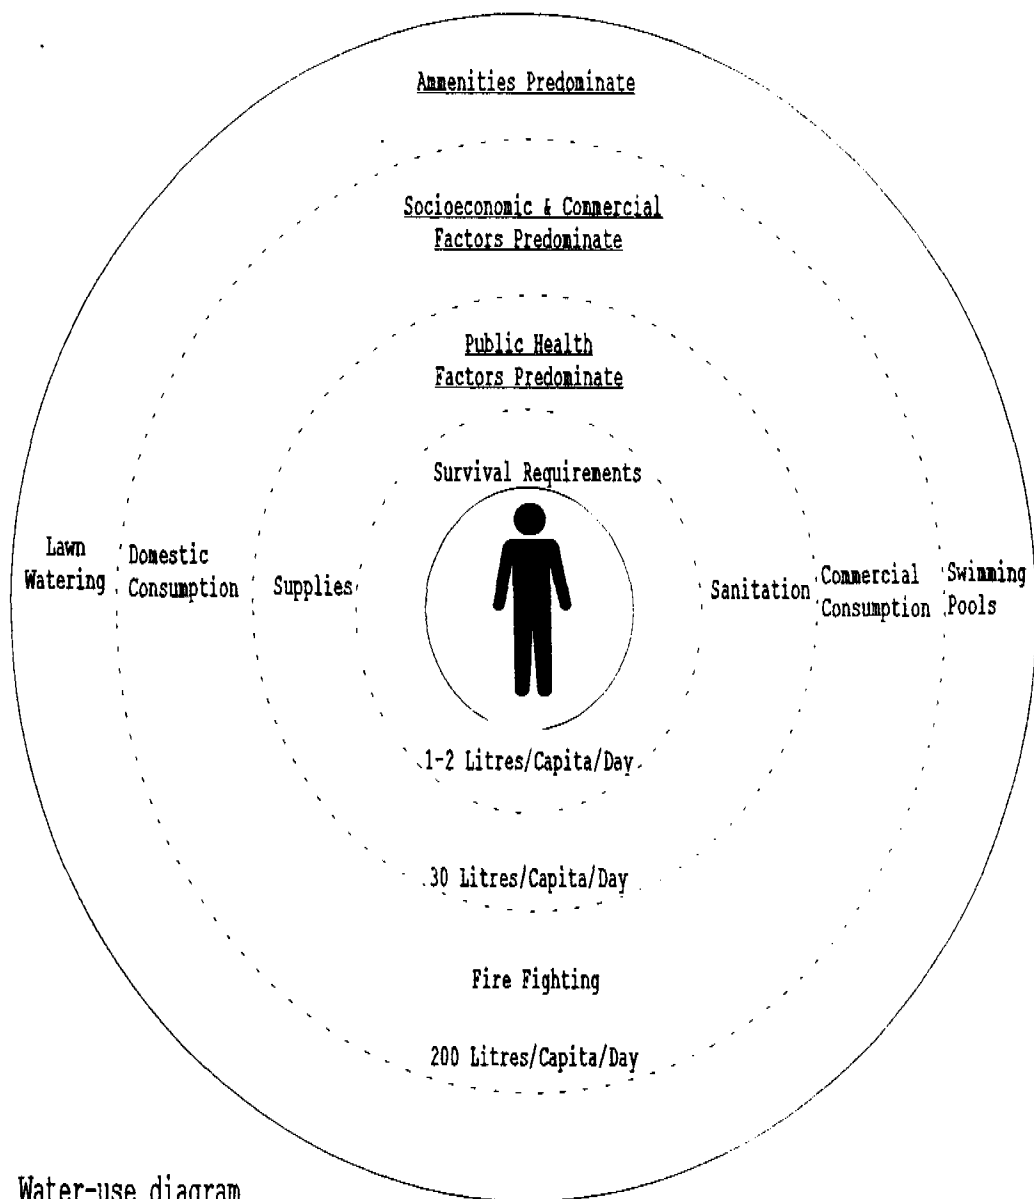 Ammenities Predominate
Socioeconomic & Commercial
Factors Predominate
Public Health
Factors Predominate
Survival Requirements
Lawn
Watering
Domestic
Consumption
Supplies
Sanitation
Commercial
Consumption
Swimming
Pools
1-2 Litres/Capita/Day
30 Litres/Capita/Day
Fire Fighting
200 Litres/Capita/Day
Water-use diagram